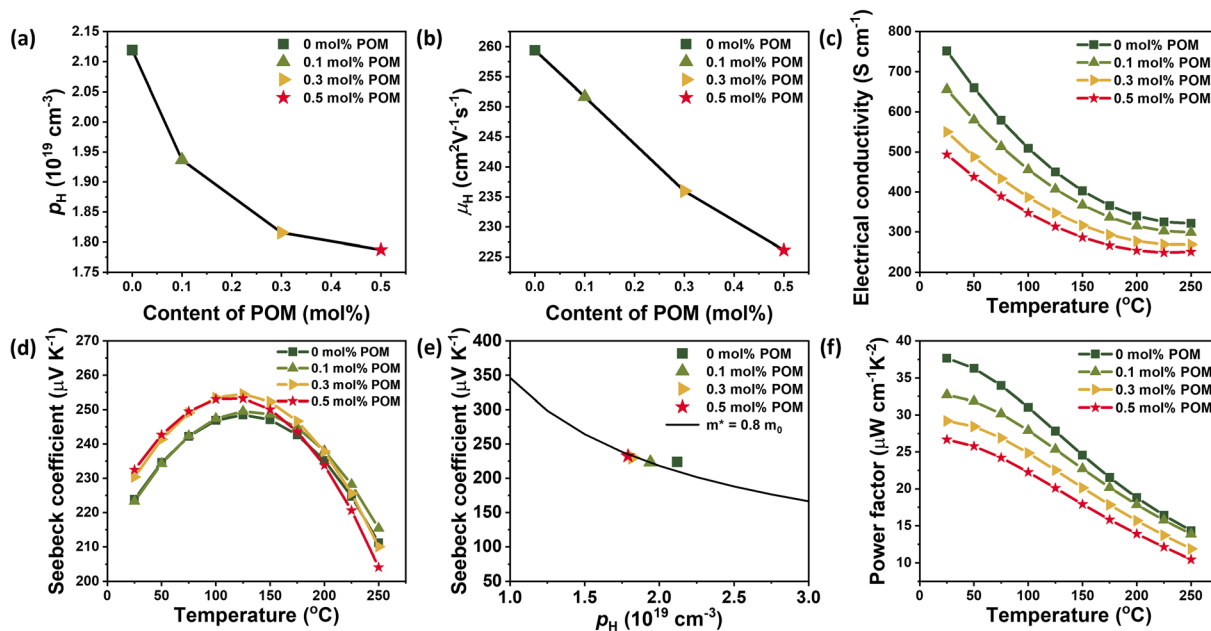 (a)
2.15
2.10
2.05
2.00
1.95
1.90
1.85
1.80
1.75
pH (10^19 cm^-3)
0 mol% POM
0.1 mol% POM
0.3 mol% POM
0.5 mol% POM
0.0 0.1 0.2 0.3 0.4 0.5
Content of POM (mol%)
(b)
260
255
250
245
240
235
230
225
μH (cm^2V^-1s^-1)
0 mol% POM
0.1 mol% POM
0.3 mol% POM
0.5 mol% POM
0.0 0.1 0.2 0.3 0.4 0.5
Content of POM (mol%)
(c)
800
700
600
500
400
300
200
Electrical conductivity (S cm^-1)
0 mol% POM
0.1 mol% POM
0.3 mol% POM
0.5 mol% POM
0 50 100 150 200 250
Temperature (°C)
(d)
270
260
250
240
230
220
210
200
Seebeck coefficient (μV K^-1)
0 mol% POM
0.1 mol% POM
0.3 mol% POM
0.5 mol% POM
0 50 100 150 200 250
Temperature (°C)
(e)
400
350
300
250
200
150
100
50
Seebeck coefficient (μV K^-1)
0 mol% POM
0.1 mol% POM
0.3 mol% POM
0.5 mol% POM
m* = 0.8 m0
1.0 1.5 2.0 2.5 3.0
pH (10^19 cm^-3)
(f)
40
35
30
25
20
15
10
Power factor (μW cm^-1K^-2)
0 mol% POM
0.1 mol% POM
0.3 mol% POM
0.5 mol% POM
0 50 100 150 200 250
Temperature (°C)